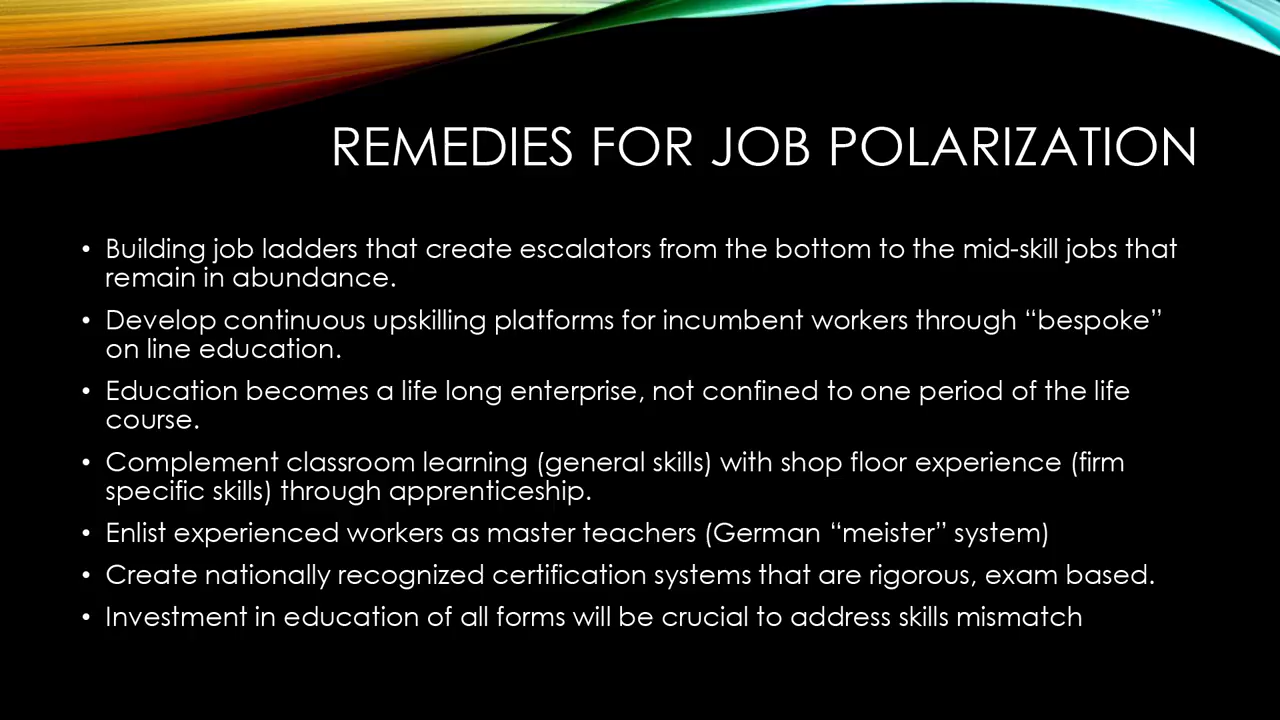 REMEDIES FOR JOB POLARIZATION
• Building job ladders that create escalators from the bottom to the mid-skill jobs that
remain in abundance.
• Develop continuous upskilling platforms for incumbent workers through “bespoke”
on line education.
• Education becomes a life long enterprise, not confined to one period of the life
course.
• Complement classroom learning (general skills) with shop floor experience (firm
specific skills) through apprenticeship.
• Enlist experienced workers as master teachers (German “meister” system)
• Create nationally recognized certification systems that are rigorous, exam based.
• Investment in education of all forms will be crucial to address skills mismatch